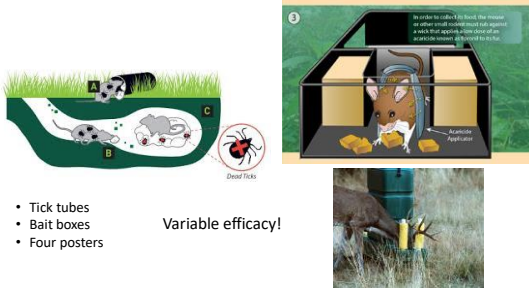 A
B
C
Dead Ticks
3
In order to collect its food, the mouse
or other small rodent must rub against
a wick that applies a low dose of an
acaricide known as fipronil to its fur.
Acaricide
Applicator
• Tick tubes
• Bait boxes
• Four posters
Variable efficacy!